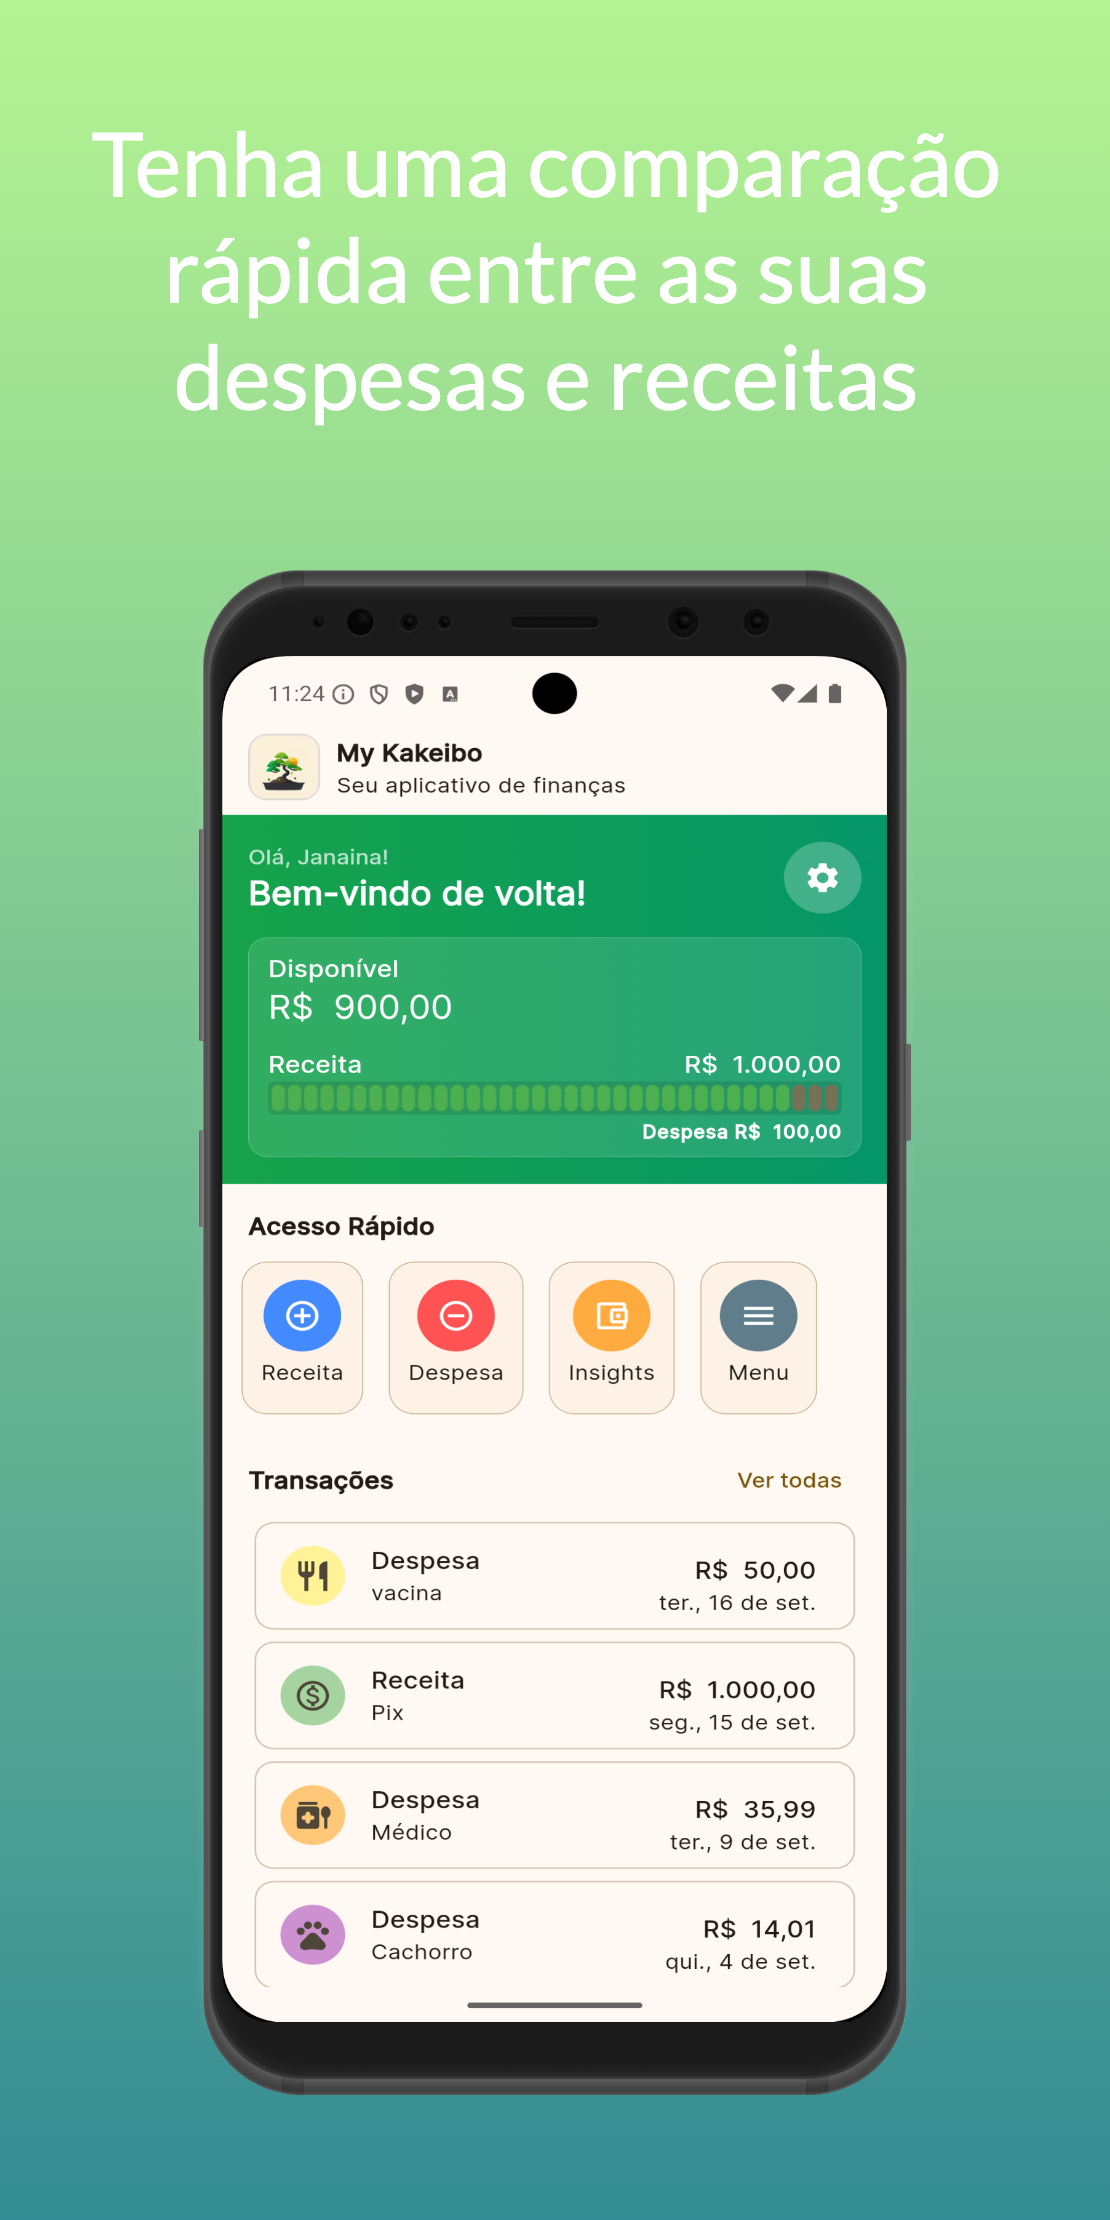 Tenha uma comparação
rápida entre as suas
despesas e receitas
11:24
My Kakeibo
Seu aplicativo de finanças
Olá, Janaina!
Bem-vindo de volta!
Disponível
R$ 900,00
Receita R$ 1.000,00
Despesa R$ 100,00
Acesso Rápido
Receita Despesa Insights Menu
Transações Ver todas
Despesa R$ 50,00
vacina ter., 16 de set.
Receita R$ 1.000,00
Pix seg., 15 de set.
Despesa R$ 35,99
Médico ter., 9 de set.
Despesa R$ 14,01
Cachorro qui., 4 de set.